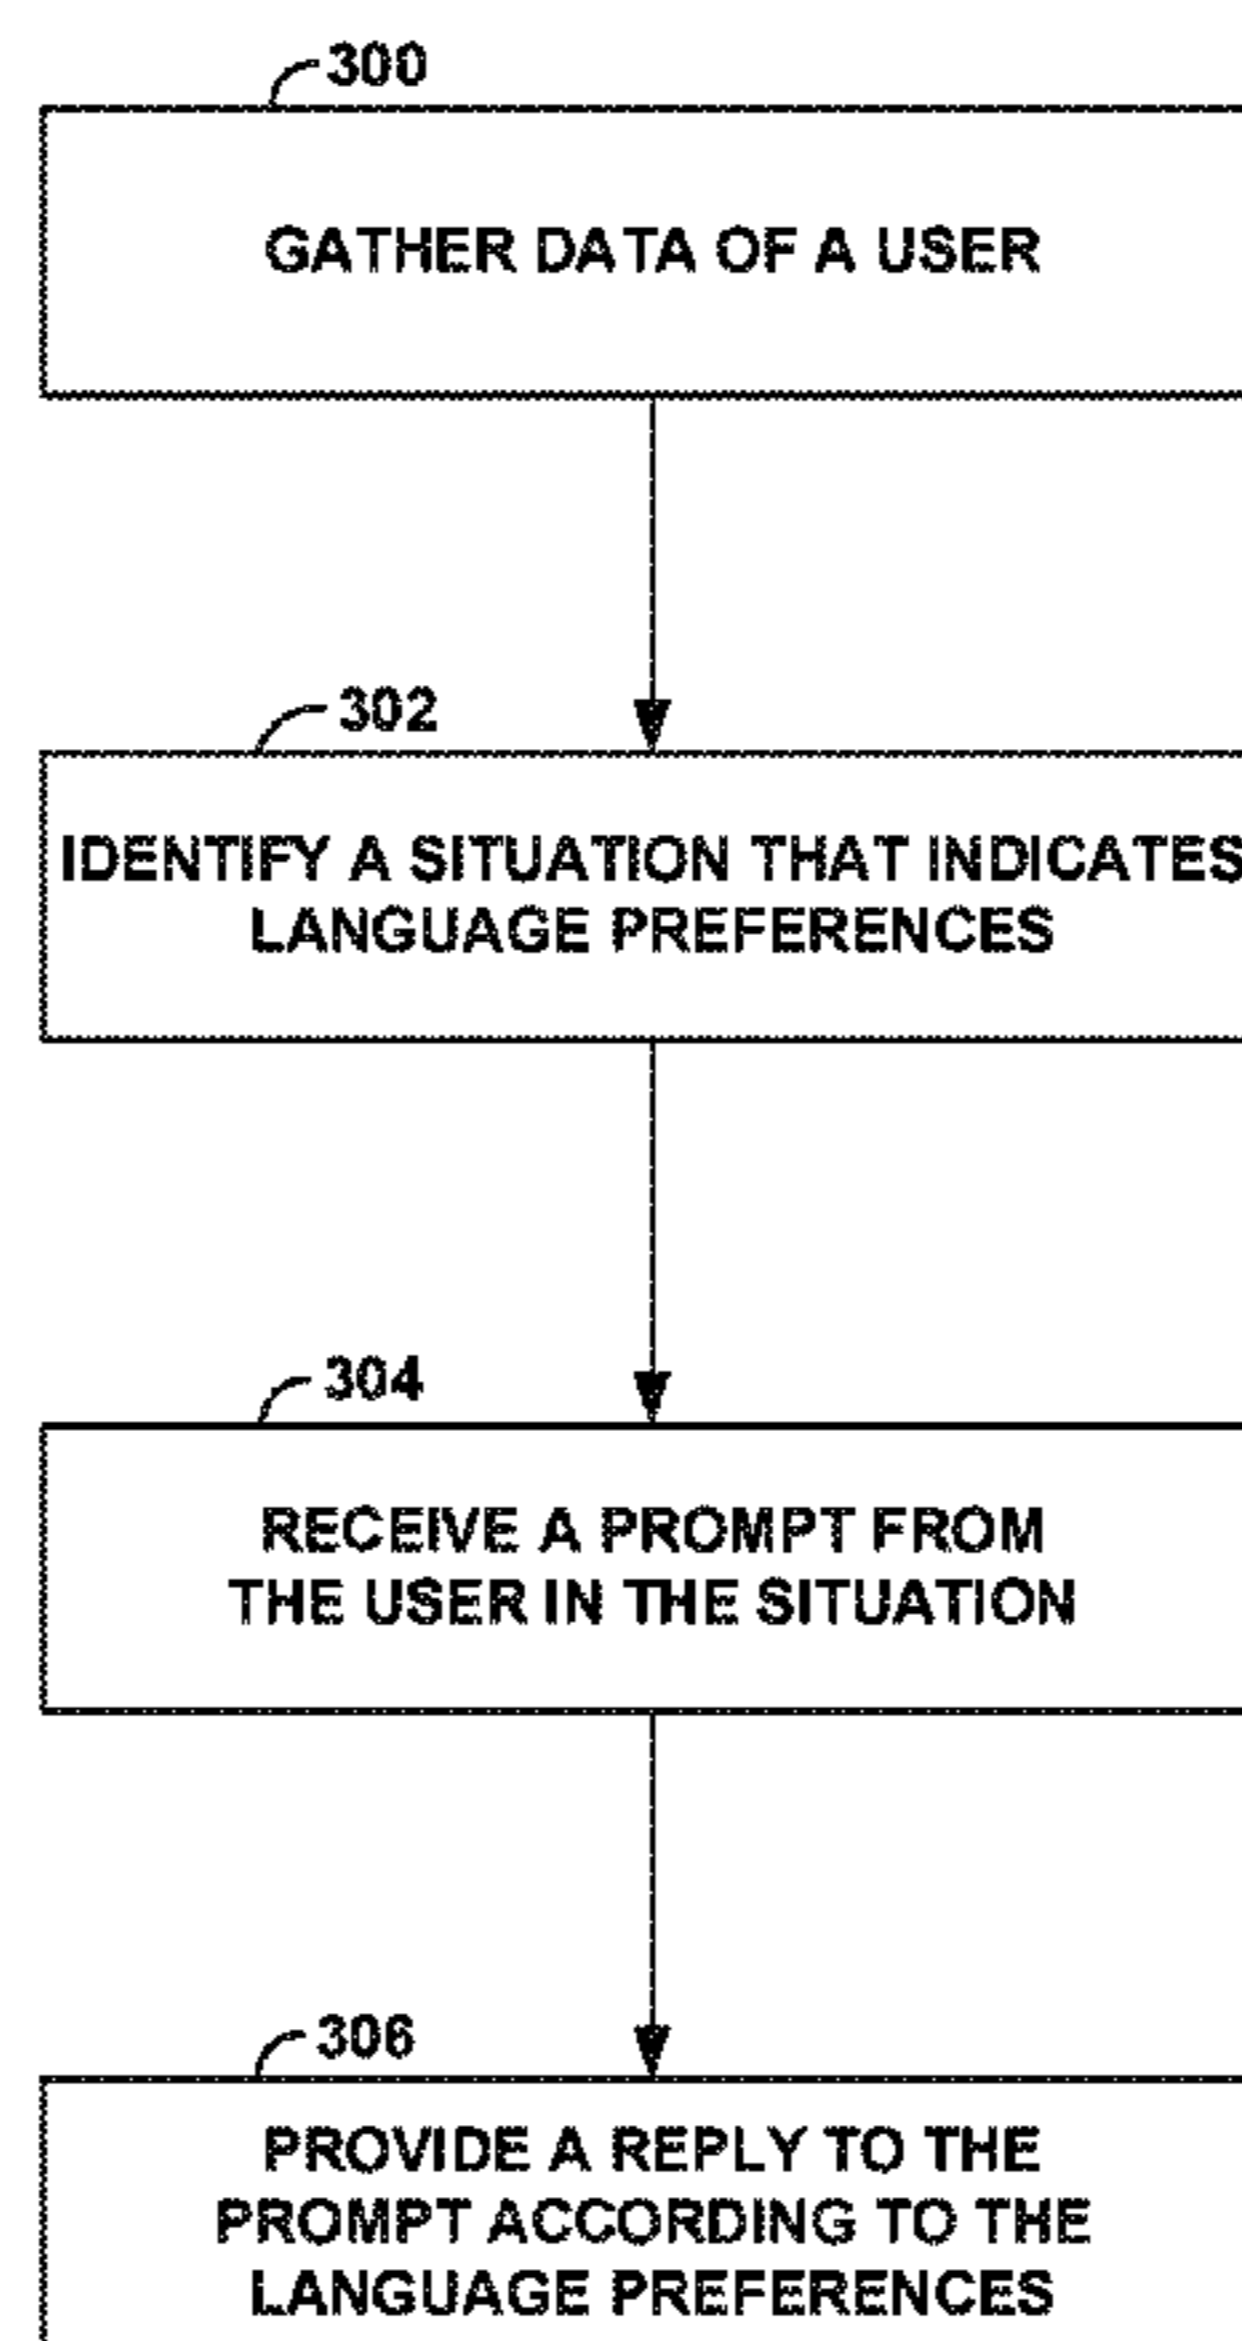 300
GATHER DATA OF A USER
302
IDENTIFY A SITUATION THAT INDICATES
LANGUAGE PREFERENCES
304
RECEIVE A PROMPT FROM
THE USER IN THE SITUATION
306
PROVIDE A REPLY TO THE
PROMPT ACCORDING TO THE
LANGUAGE PREFERENCES